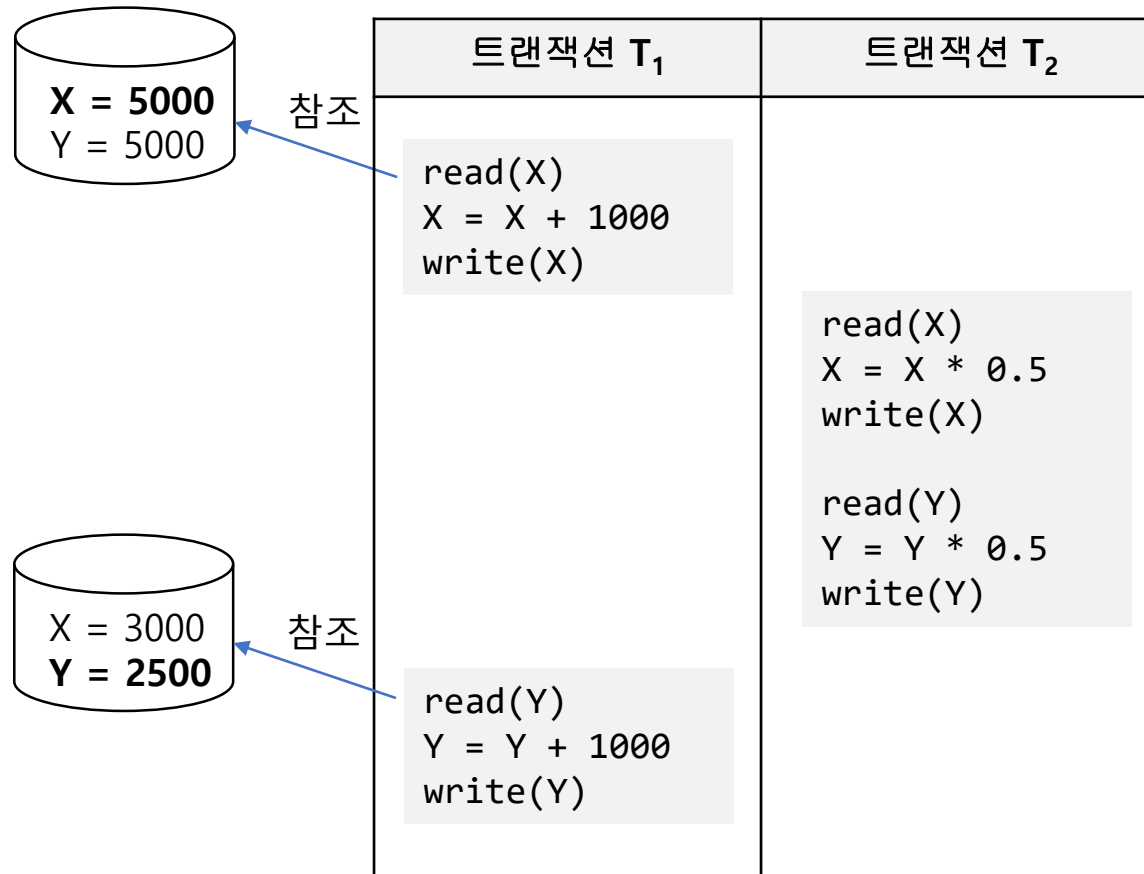 트랜잭션 T₁
트랜잭션 T₂
X = 5000
Y = 5000
참조
read(X)
X = X + 1000
write(X)
read(X)
X = X * 0.5
write(X)
read(Y)
Y = Y * 0.5
write(Y)
X = 3000
Y = 2500
참조
read(Y)
Y = Y + 1000
write(Y)